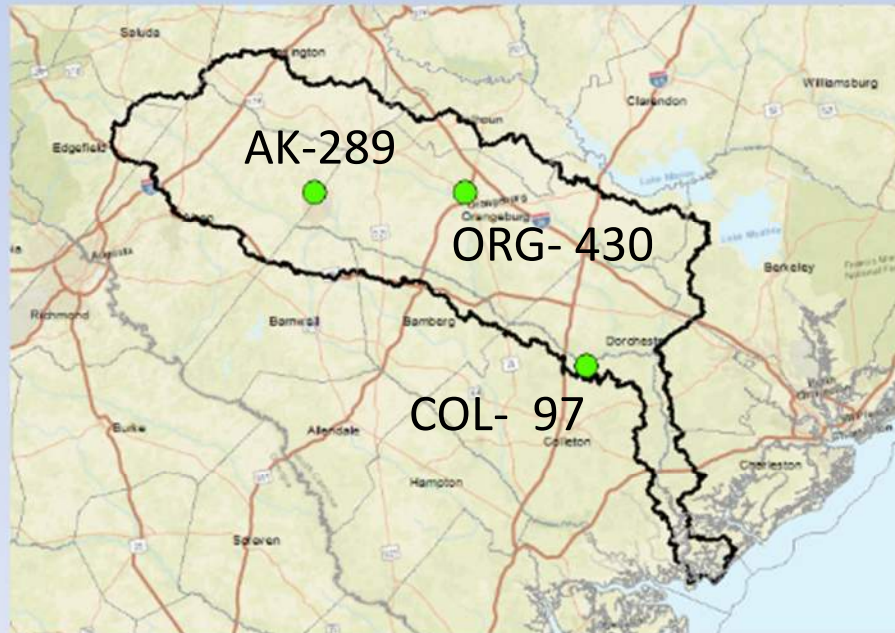 Saluda
Clarendon
Williamsburg
Edgefield
AK-289
Orangeburg
ORG- 430
Augusta
Berkeley
Richmond
Barnwell
Bamberg
Dorchester
COL- 97
Burke
Allendale
Colleton
Charleston
Hampton
Screven